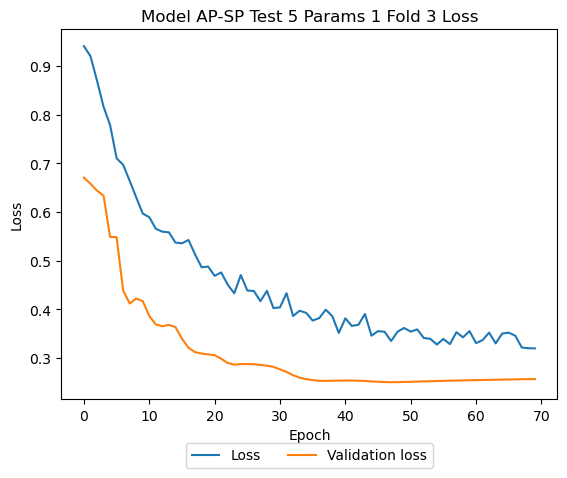 Model AP-SP Test 5 Params 1 Fold 3 Loss
Loss
0.9
0.8
0.7
0.6
0.5
0.4
0.3
0 10 20 30 40 50 60 70
Epoch
Loss Validation loss